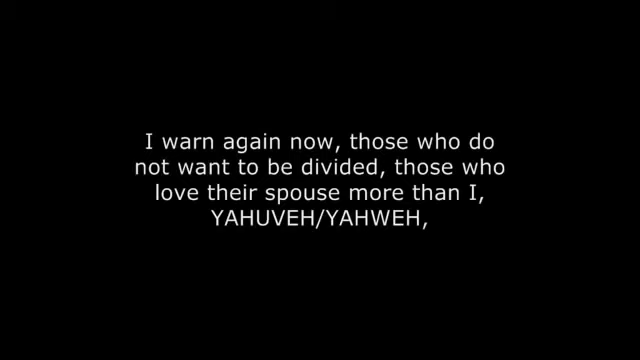 I warn again now, those who do
not want to be divided, those who
love their spouse more than I,
YAHUVEH/YAHWEH,